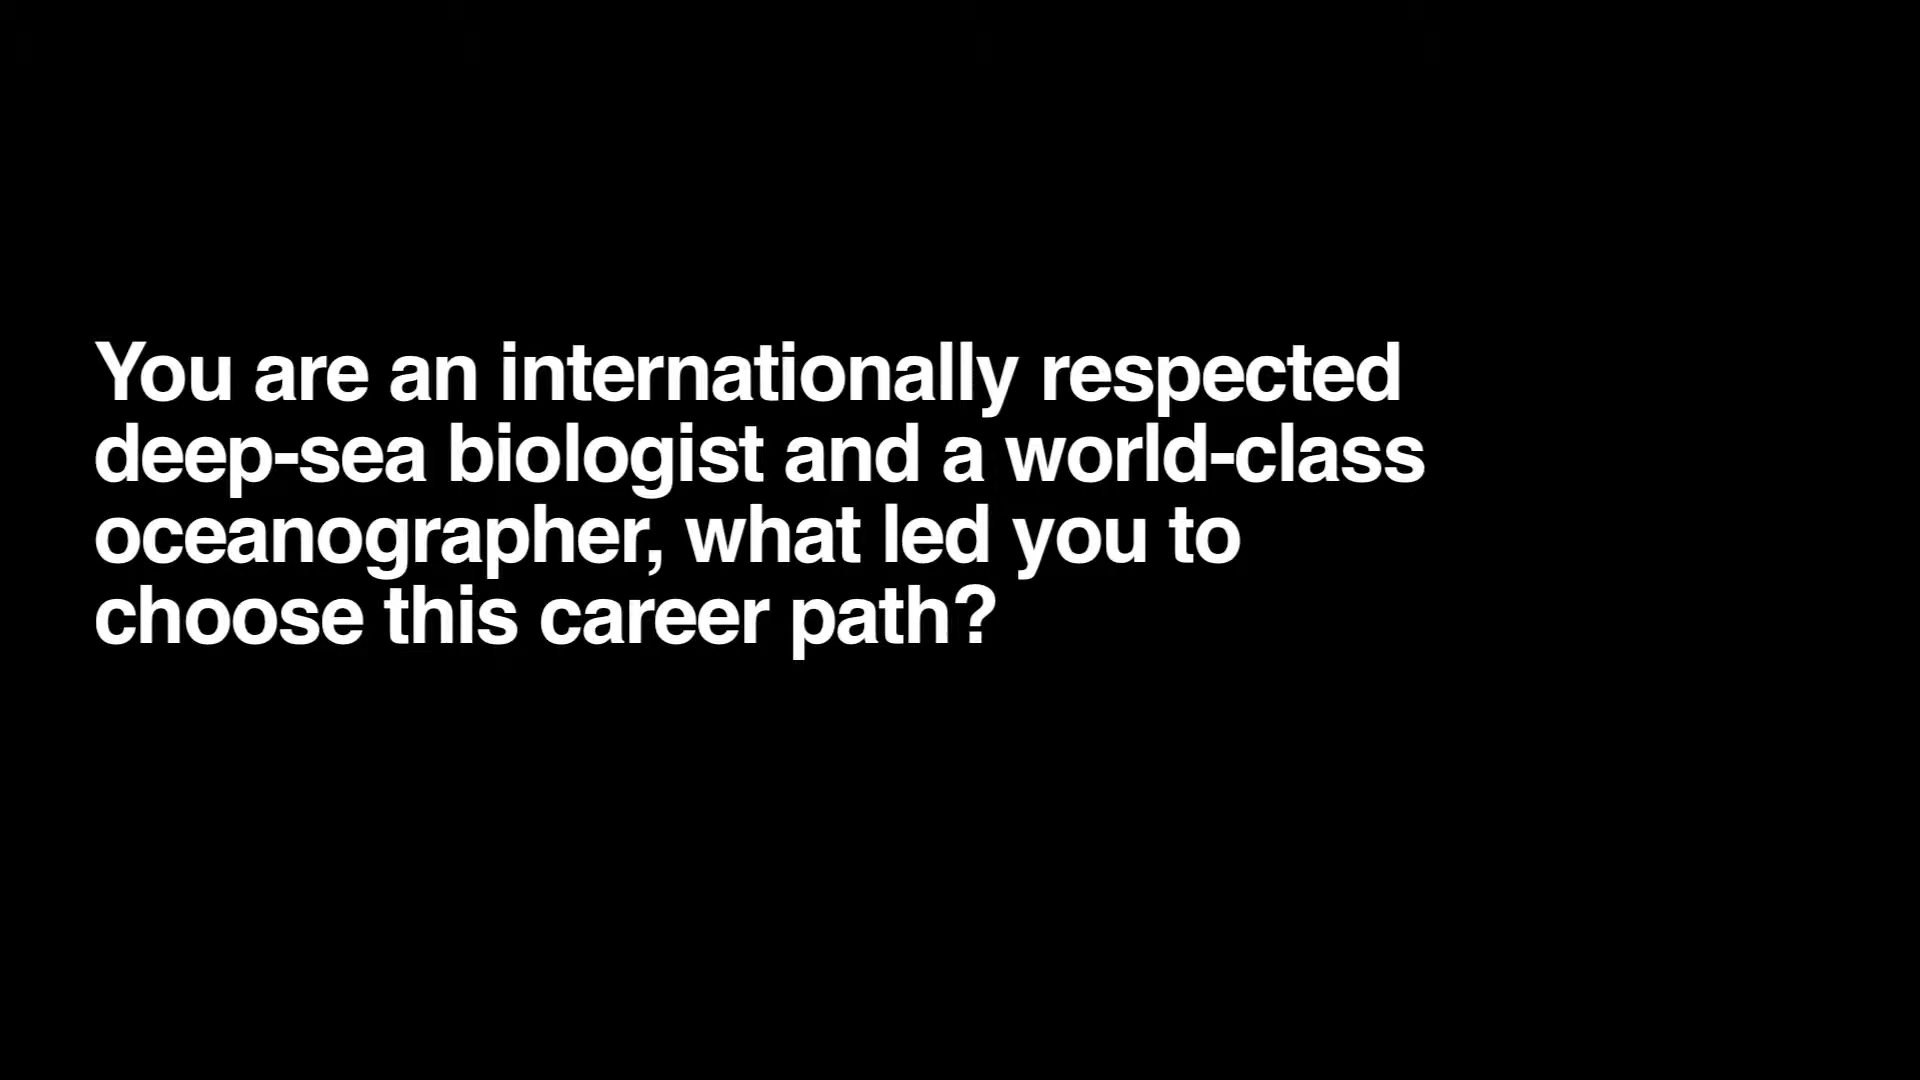 You are an internationally respected
deep-sea biologist and a world-class
oceanographer, what led you to
choose this career path?